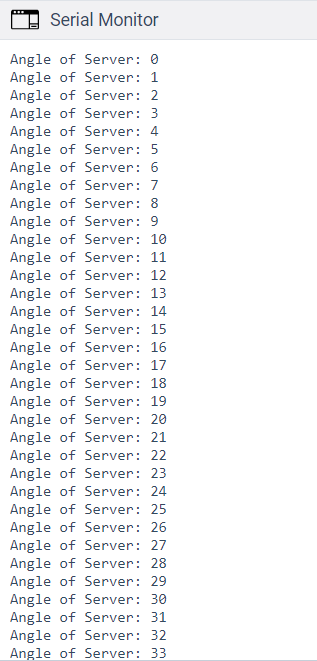 Serial Monitor
Angle of Server: 0
Angle of Server: 1
Angle of Server: 2
Angle of Server: 3
Angle of Server: 4
Angle of Server: 5
Angle of Server: 6
Angle of Server: 7
Angle of Server: 8
Angle of Server: 9
Angle of Server: 10
Angle of Server: 11
Angle of Server: 12
Angle of Server: 13
Angle of Server: 14
Angle of Server: 15
Angle of Server: 16
Angle of Server: 17
Angle of Server: 18
Angle of Server: 19
Angle of Server: 20
Angle of Server: 21
Angle of Server: 22
Angle of Server: 23
Angle of Server: 24
Angle of Server: 25
Angle of Server: 26
Angle of Server: 27
Angle of Server: 28
Angle of Server: 29
Angle of Server: 30
Angle of Server: 31
Angle of Server: 32
Angle of Server: 33